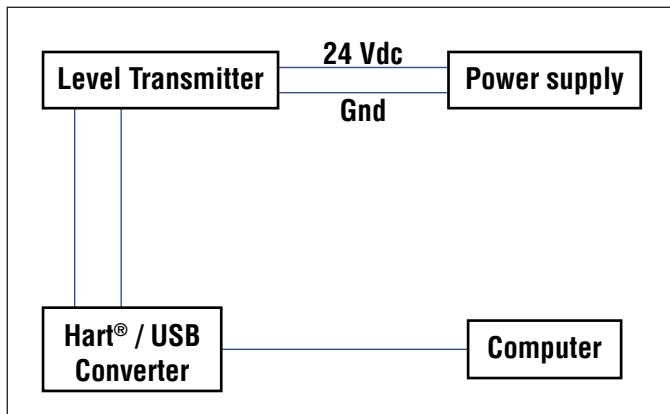 24 Vdc
Level Transmitter
Power supply
Gnd
Hart® / USB
Converter
Computer